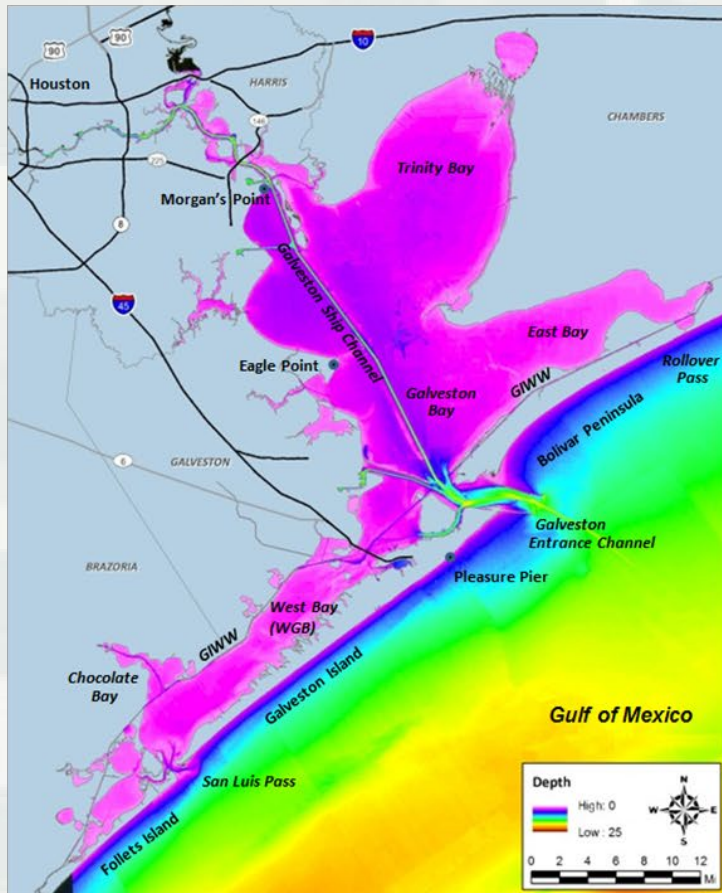 90
90
10
Houston
HARRIS
146
CHAMBERS
225
Trinity Bay
Morgan's Point
8
Galveston Ship Channel
45
East Bay
Rollover
Pass
Eagle Point
GIWW
Galveston
Bay
Bolivar Peninsula
6
GALVESTON
Galveston
Entrance Channel
Pleasure Pier
BRAZORIA
West Bay
(WGB)
GIWW
Chocolate
Bay
Galveston Island
Gulf of Mexico
San Luis Pass
Follets Island
Depth
High: 0
Low : 25
N
W E
S
0 2 4 6 8 10 12
Mi